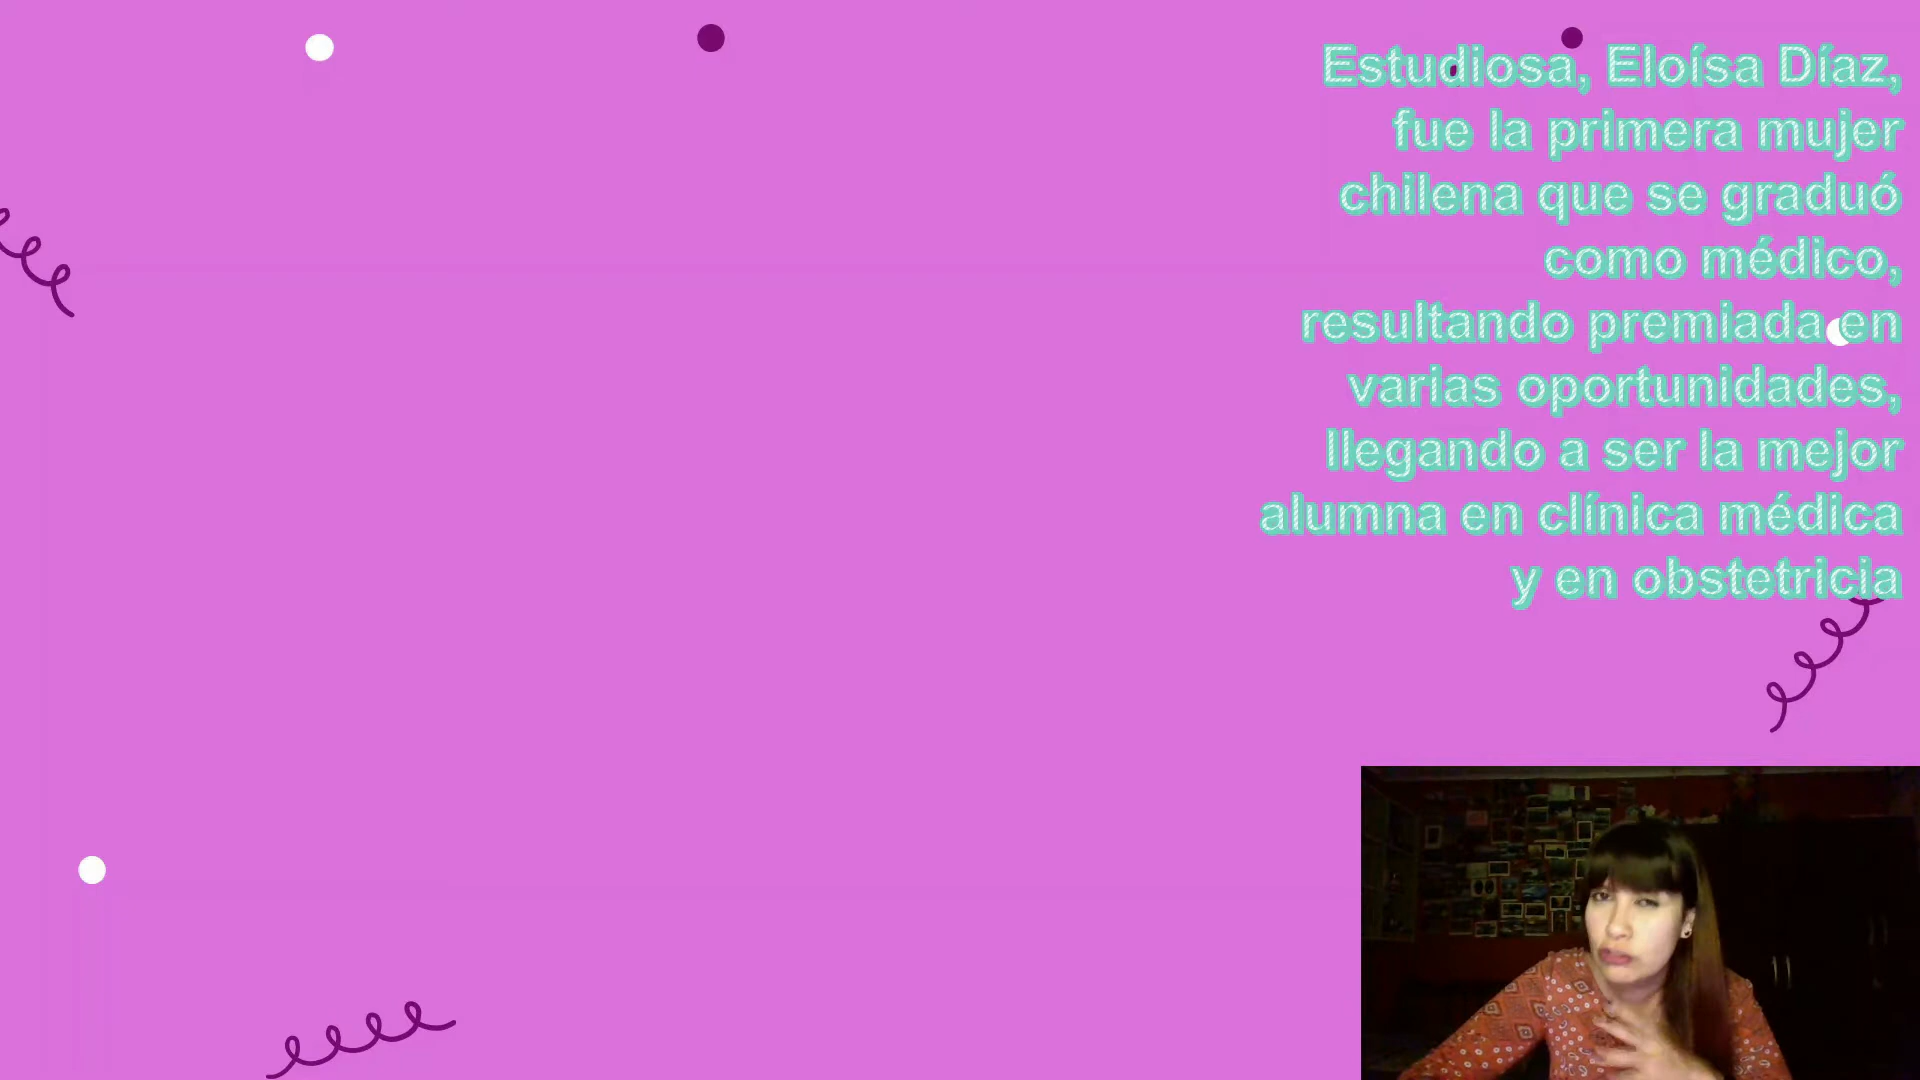 Estudiosa, Eloísa Díaz,
fue la primera mujer
chilena que se graduó
como médico,
resultando premiada en
varias oportunidades,
llegando a ser la mejor
alumna en clínica médica
y en obstetricia